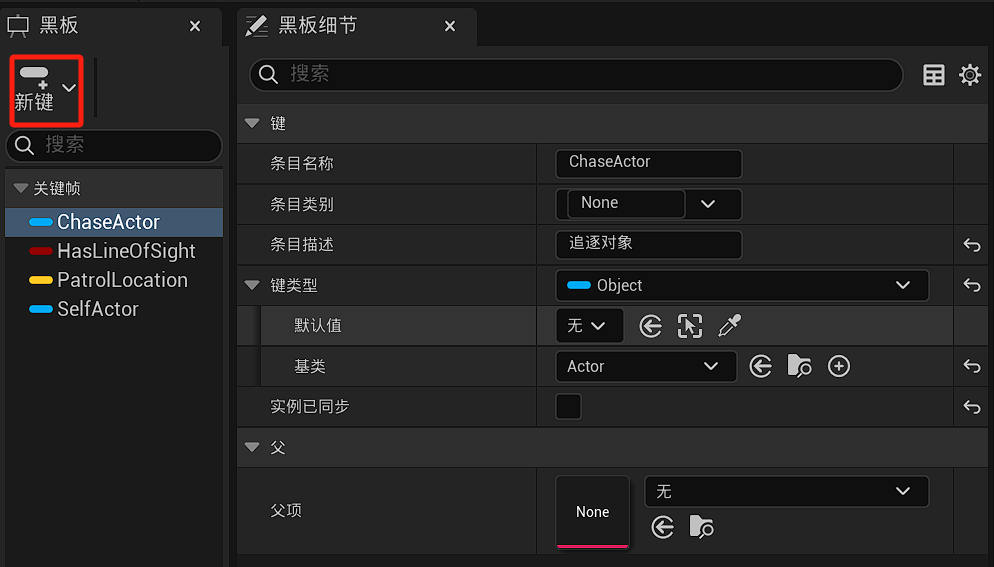 黑板
新键
搜索
关键帧
ChaseActor
HasLineOfSight
PatrolLocation
SelfActor
黑板细节
搜索
键
条目名称 ChaseActor
条目类别 None
条目描述 追逐对象
键类型 Object
默认值 无
基类 Actor
实例已同步
父
父项 None 无